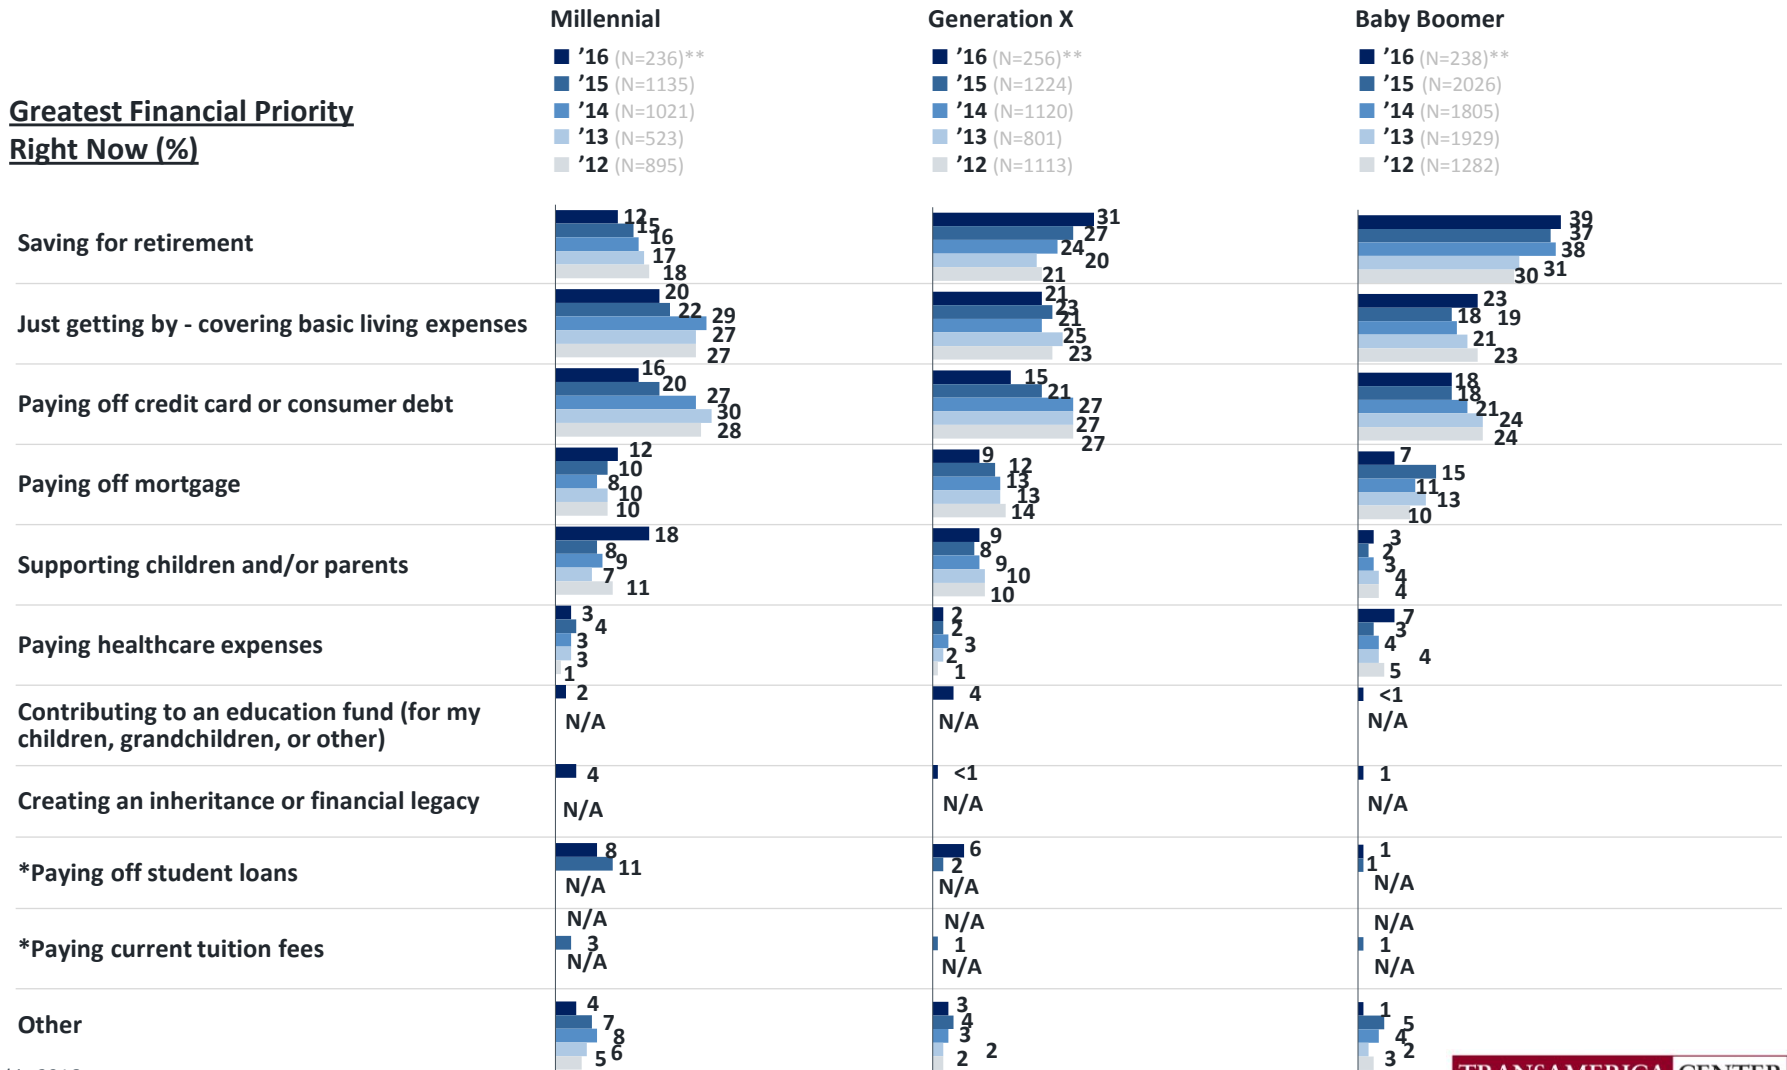 Millennial
Generation X
Baby Boomer
Greatest Financial Priority
Right Now (%)
’16 (N=236)**
’15 (N=1135)
’14 (N=1021)
’13 (N=523)
’12 (N=895)
’16 (N=256)**
’15 (N=1224)
’14 (N=1120)
’13 (N=801)
’12 (N=1113)
’16 (N=238)**
’15 (N=2026)
’14 (N=1805)
’13 (N=1929)
’12 (N=1282)
Saving for retirement
12
15
16
17
18
31
27
24
20
21
39
37
38
31
30
Just getting by - covering basic living expenses
20
22
29
27
27
21
23
21
25
23
23
18
19
21
23
Paying off credit card or consumer debt
16
20
27
30
28
15
21
27
27
27
18
18
21
24
24
Paying off mortgage
12
10
8
10
10
9
12
13
13
14
7
15
11
13
10
Supporting children and/or parents
18
8
9
7
11
9
8
9
10
10
3
2
3
4
4
Paying healthcare expenses
3
4
3
3
1
2
2
3
2
1
7
3
4
4
5
Contributing to an education fund (for my
children, grandchildren, or other)
2
N/A
4
N/A
<1
N/A
Creating an inheritance or financial legacy
4
N/A
<1
N/A
1
N/A
*Paying off student loans
8
11
N/A
6
2
N/A
1
1
N/A
*Paying current tuition fees
N/A
3
N/A
N/A
1
N/A
N/A
1
N/A
Other
4
7
8
6
5
3
4
3
2
2
1
5
4
2
3
TRANSAMERICA CENTER